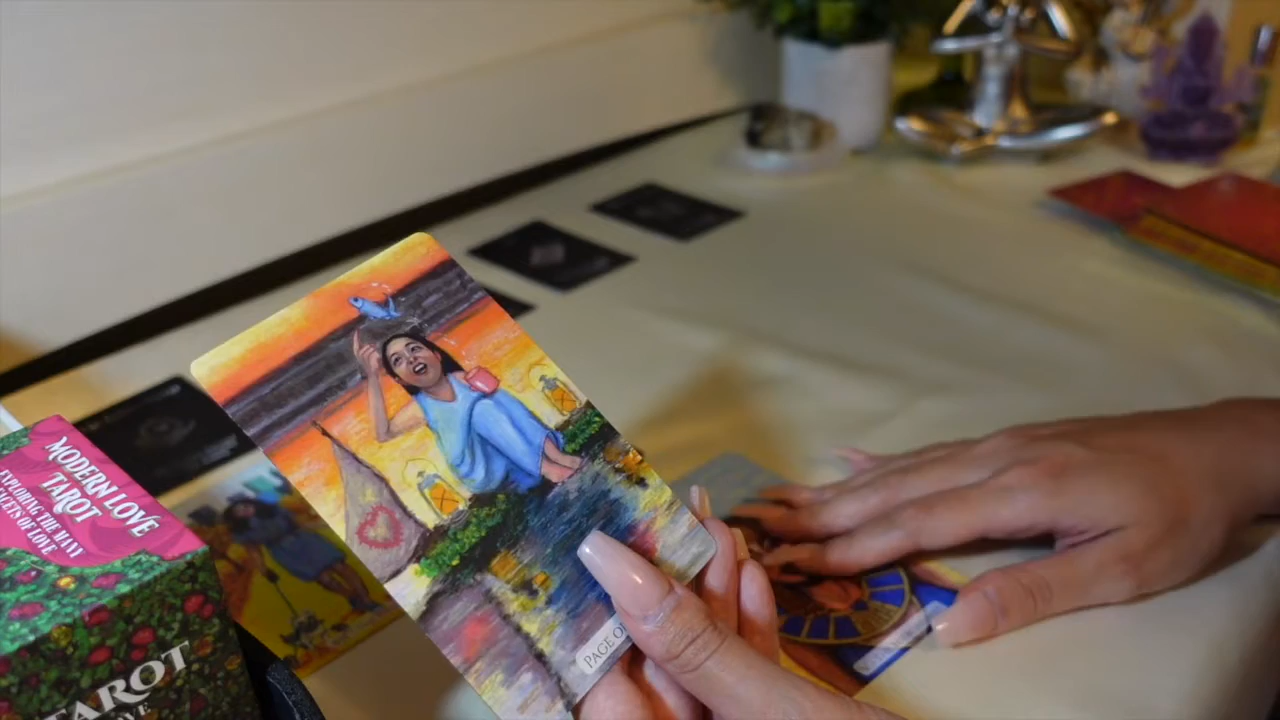 MODERN LOVE
TAROT
EXPLORING THE MANY
FACETS OF LOVE
TAROT
PAGE OF